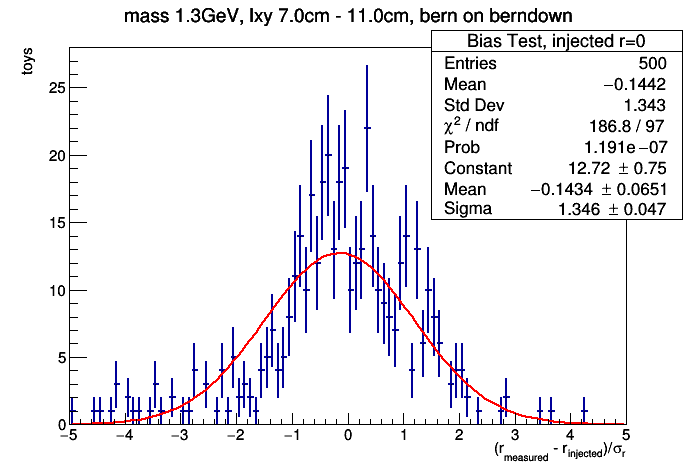 mass 1.3GeV, lxy 7.0cm - 11.0cm, bern on berndown
toys
Bias Test, injected r=0
Entries 500
Mean −0.1442
Std Dev 1.343
χ² / ndf 186.8 / 97
Prob 1.191e−07
Constant 12.72 ± 0.75
Mean −0.1434 ± 0.0651
Sigma 1.346 ± 0.047
25
20
15
10
5
0
−5 −4 −3 −2 −1 0 1 2 3 4 5
(r_measured - r_injected)/σ_r